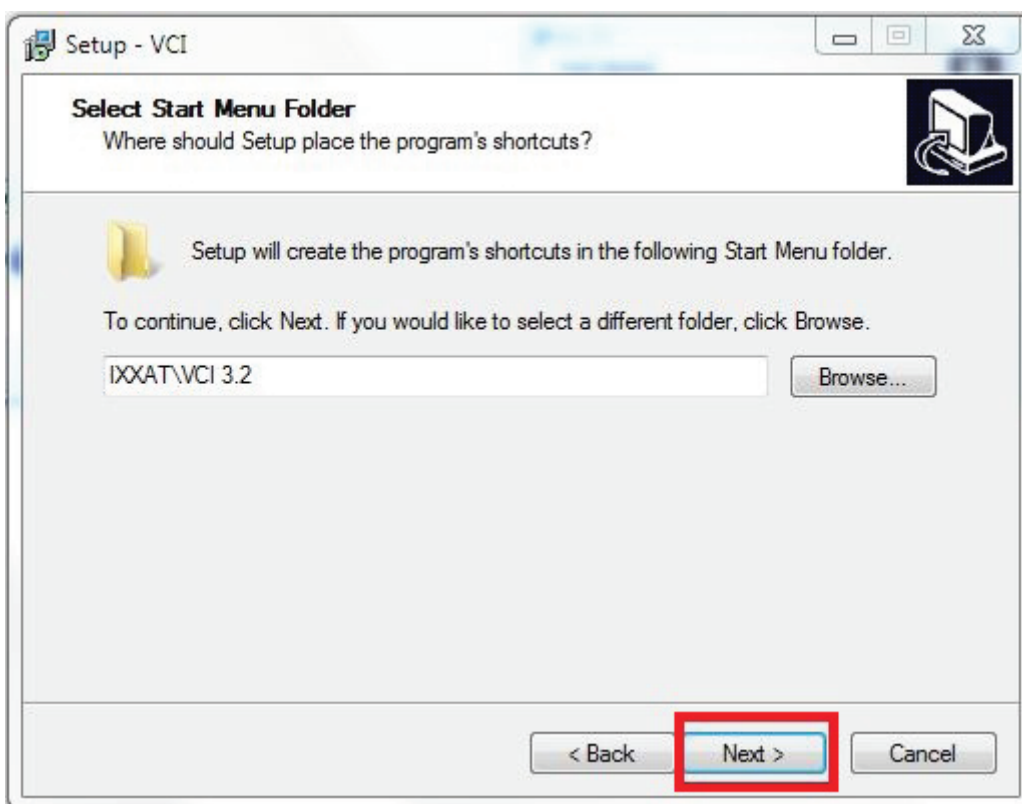 Setup - VCI
Select Start Menu Folder
Where should Setup place the program's shortcuts?
Setup will create the program's shortcuts in the following Start Menu folder.
To continue, click Next. If you would like to select a different folder, click Browse.
IXXAT\VCI 3.2
Browse...
< Back
Next >
Cancel